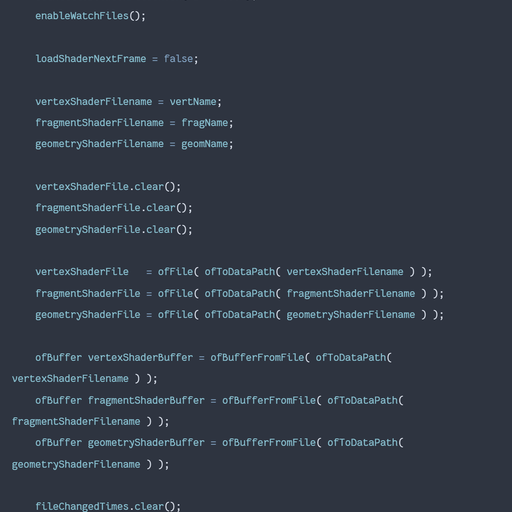 enableWatchFiles();
loadShaderNextFrame = false;
vertexShaderFilename = vertName;
fragmentShaderFilename = fragName;
geometryShaderFilename = geomName;
vertexShaderFile.clear();
fragmentShaderFile.clear();
geometryShaderFile.clear();
vertexShaderFile   = ofFile( ofToDataPath( vertexShaderFilename ) );
fragmentShaderFile = ofFile( ofToDataPath( fragmentShaderFilename ) );
geometryShaderFile = ofFile( ofToDataPath( geometryShaderFilename ) );
ofBuffer vertexShaderBuffer = ofBufferFromFile( ofToDataPath(
vertexShaderFilename ) );
ofBuffer fragmentShaderBuffer = ofBufferFromFile( ofToDataPath(
fragmentShaderFilename ) );
ofBuffer geometryShaderBuffer = ofBufferFromFile( ofToDataPath(
geometryShaderFilename ) );
fileChangedTimes.clear();